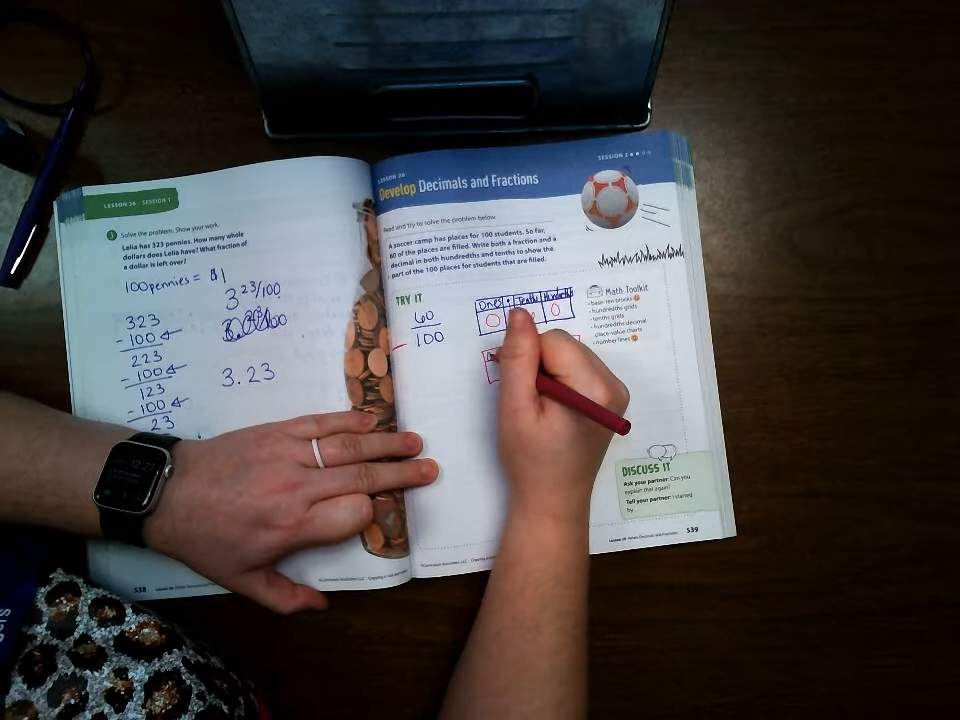 LESSON 26 SESSION 1
3 Solve the problem. Show your work.
Lelia has 323 pennies. How many whole
dollars does Lelia have? What fraction of
a dollar is left over?
100 pennies = $1
3 23/100
323
- 100
223
- 100
123
- 100
23
3.23
538
LESSON 26
SESSION 2
Develop Decimals and Fractions
Read and try to solve the problem below.
A soccer camp has places for 100 students. So far,
60 of the places are filled. Write both a fraction and a
decimal in both hundredths and tenths to show the
part of the 100 places for students that are filled.
TRY IT
60
100
Ones . Tenths Hundredths
0 0
Math Toolkit
• base-ten blocks
• hundredths grids
• tenths grids
• hundredths decimal
place-value charts
• number lines
DISCUSS IT
Ask your partner: Can you
explain that again?
Tell your partner: I started
by
539
12:23